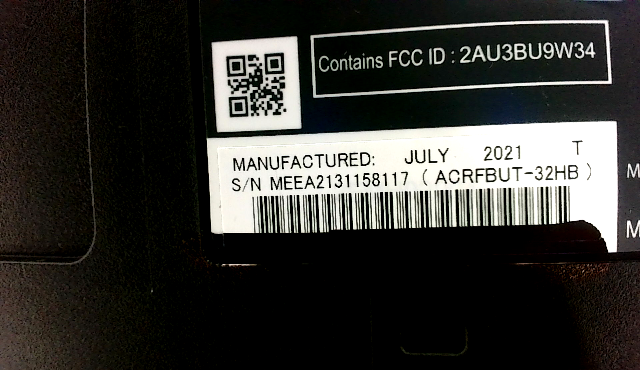 Contains FCC ID : 2AU3BU9W34
MANUFACTURED: JULY 2021 T
S/N MEEA2131158117 ( ACRFBUT-32HB )
M
M